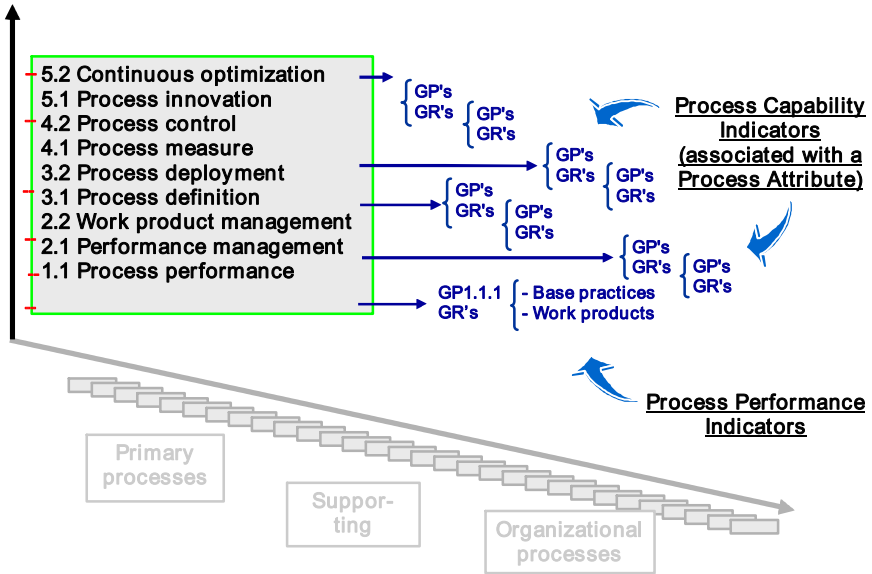 5.2 Continuous optimization
5.1 Process innovation
4.2 Process control
4.1 Process measure
3.2 Process deployment
3.1 Process definition
2.2 Work product management
2.1 Performance management
1.1 Process performance
GP's
GR's
GP's
GR's
GP's
GR's
GP's
GR's
GP's
GR's
GP's
GR's
GP's
GR's
GP's
GR's
GP1.1.1
GR's
- Base practices
- Work products
Process Capability
Indicators
(associated with a
Process Attribute)
Process Performance
Indicators
Primary
processes
Suppor-
ting
Organizational
processes